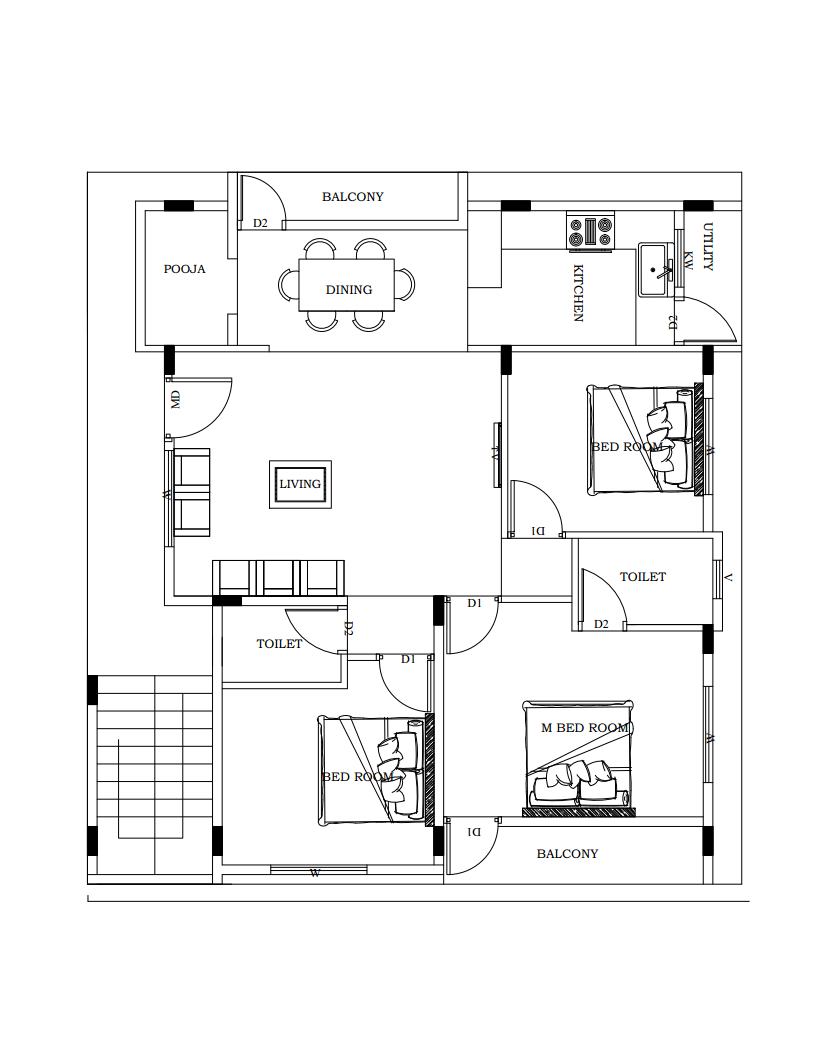 BALCONY
D2
UTILITY
KW
POOJA
KITCHEN
DINING
D2
MD
BED ROOM
W
TV
LIVING
W
D1
TOILET
V
D1
D2
D2
TOILET
D1
M BED ROOM
W
BED ROOM
D1
BALCONY
W